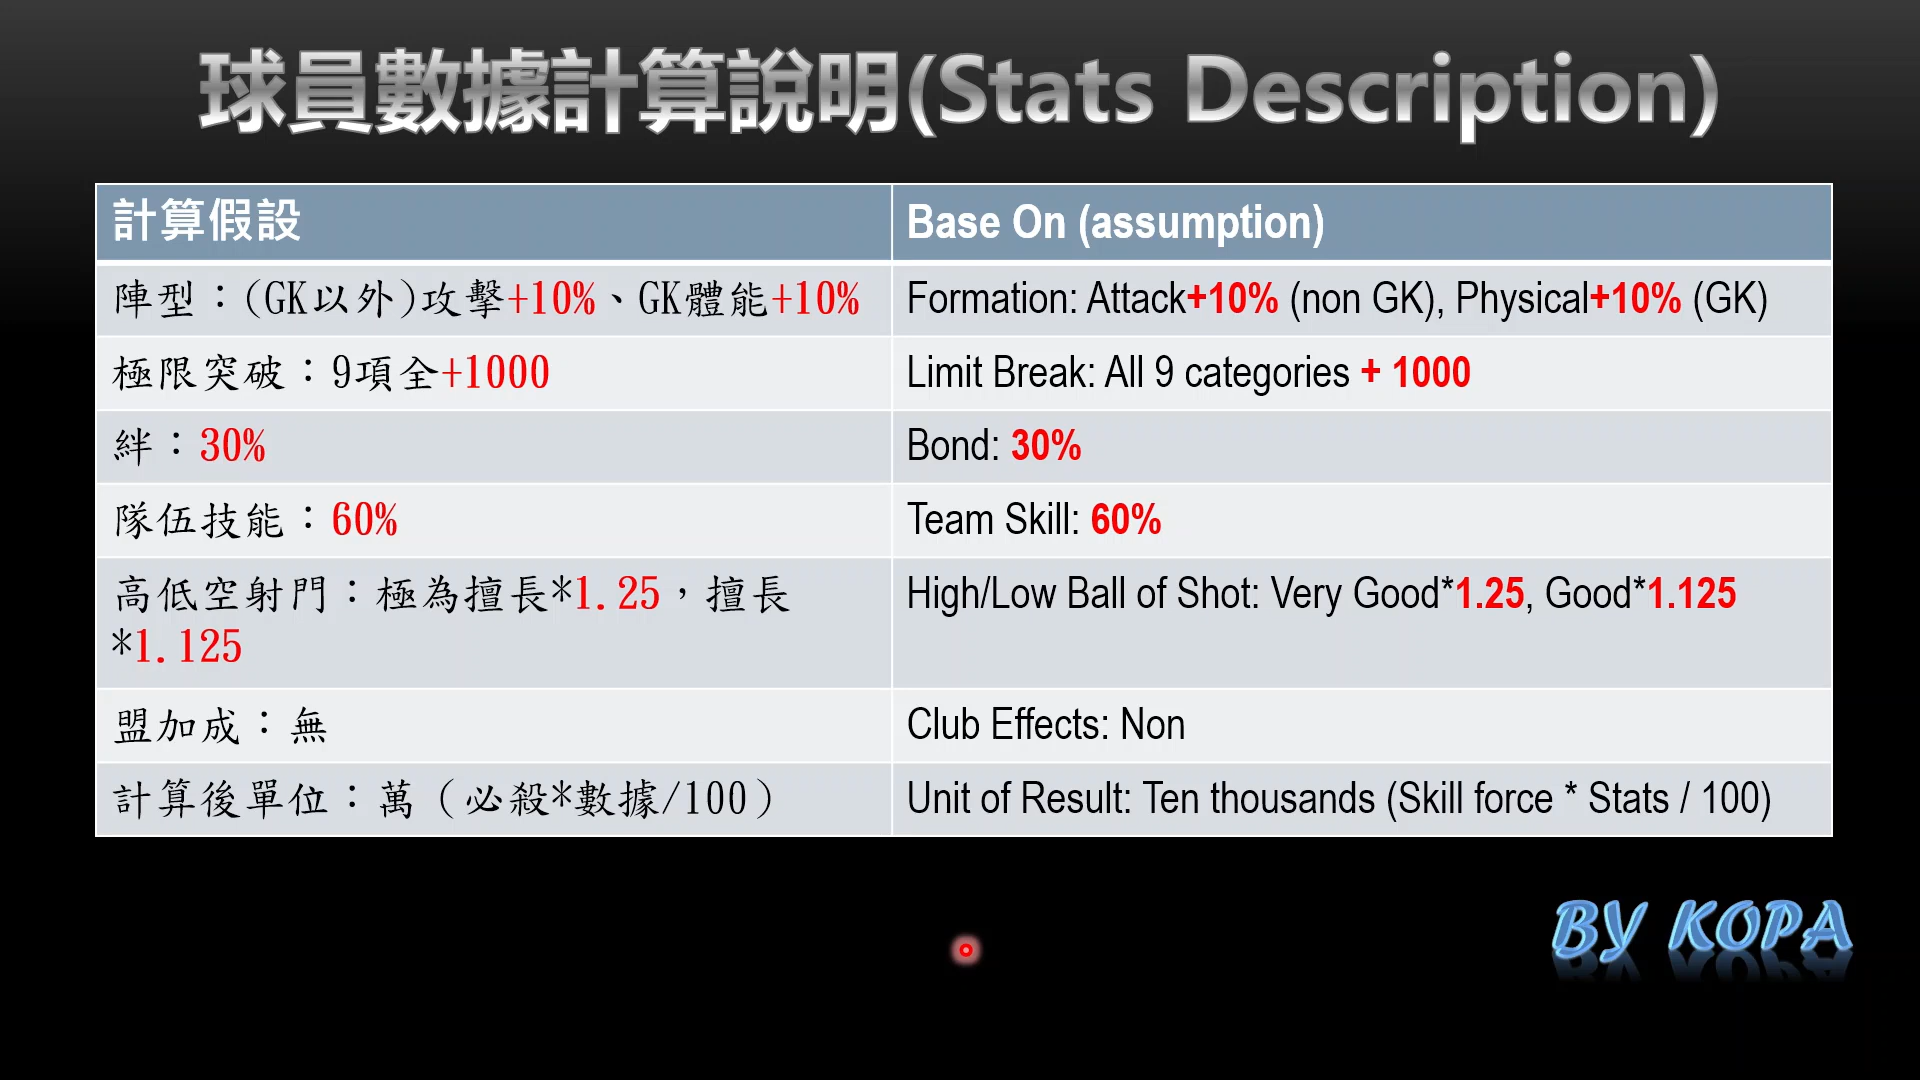 球員數據計算說明(Stats Description)
計算假設
Base On (assumption)
陣型：(GK以外)攻擊+10%、GK體能+10%
Formation: Attack+10% (non GK), Physical+10% (GK)
極限突破：9項全+1000
Limit Break: All 9 categories + 1000
絆：30%
Bond: 30%
隊伍技能：60%
Team Skill: 60%
高低空射門：極為擅長*1.25，擅長
*1.125
High/Low Ball of Shot: Very Good*1.25, Good*1.125
盟加成：無
Club Effects: Non
計算後單位：萬（必殺*數據/100）
Unit of Result: Ten thousands (Skill force * Stats / 100)
BY KOPA